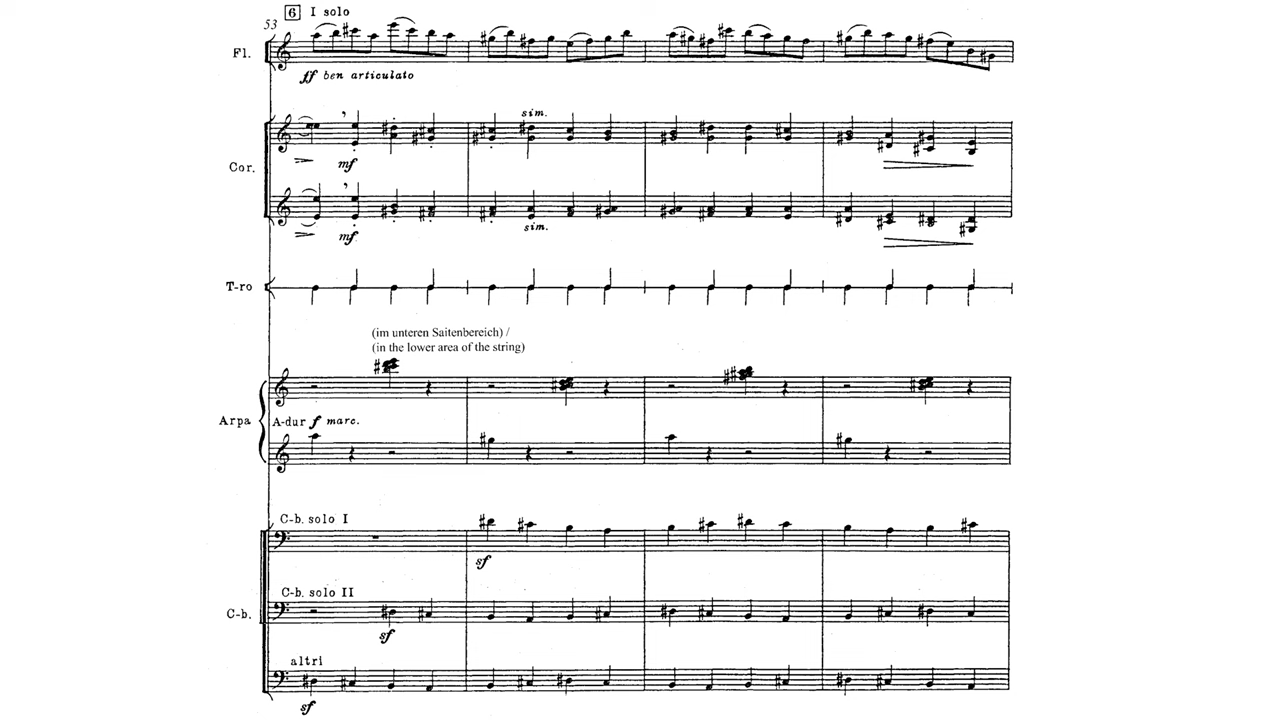 53 6 I solo
Fl.
ff ben articulato
sim.
mf
Cor.
mf
sim.
T-ro
(im unteren Saitenbereich) /
(in the lower area of the string)
Arpa
A-dur f marc.
C-b. solo I
sf
C-b. solo II
C-b.
sf
altri
sf